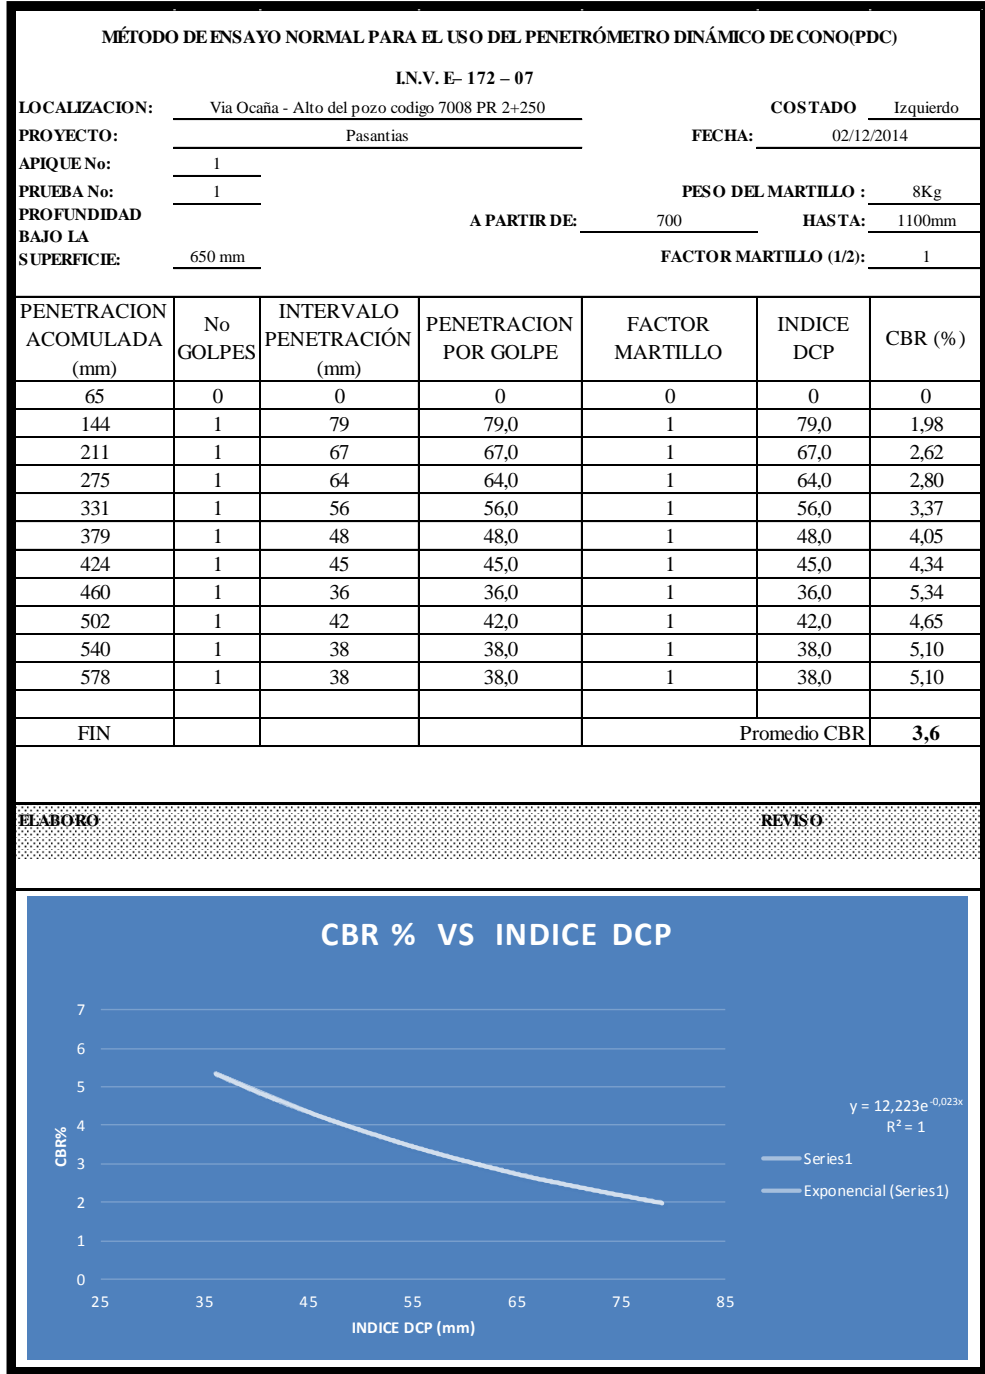 MÉTODO DE ENSAYO NORMAL PARA EL USO DEL PENETRÓMETRO DINÁMICO DE CONO(PDC)
I.N.V. E– 172 – 07
LOCALIZACION: Via Ocaña - Alto del pozo codigo 7008 PR 2+250 COSTADO Izquierdo
PROYECTO: Pasantias FECHA: 02/12/2014
APIQUE No: 1
PRUEBA No: 1 PESO DEL MARTILLO : 8Kg
PROFUNDIDAD
BAJO LA
SUPERFICIE: 650 mm
A PARTIR DE: 700 HASTA: 1100mm
FACTOR MARTILLO (1/2): 1
PENETRACION ACOMULADA (mm) No GOLPES INTERVALO PENETRACIÓN (mm) PENETRACION POR GOLPE FACTOR MARTILLO INDICE DCP CBR (%)
65 0 0 0 0 0 0
144 1 79 79,0 1 79,0 1,98
211 1 67 67,0 1 67,0 2,62
275 1 64 64,0 1 64,0 2,80
331 1 56 56,0 1 56,0 3,37
379 1 48 48,0 1 48,0 4,05
424 1 45 45,0 1 45,0 4,34
460 1 36 36,0 1 36,0 5,34
502 1 42 42,0 1 42,0 4,65
540 1 38 38,0 1 38,0 5,10
578 1 38 38,0 1 38,0 5,10
FIN Promedio CBR 3,6
ELABORO REVISO
CBR % VS INDICE DCP
7
6
5
4
3
2
1
0
CBR%
25 35 45 55 65 75 85
INDICE DCP (mm)
y = 12,223e^-0,023x
R² = 1
Series1
Exponencial (Series1)